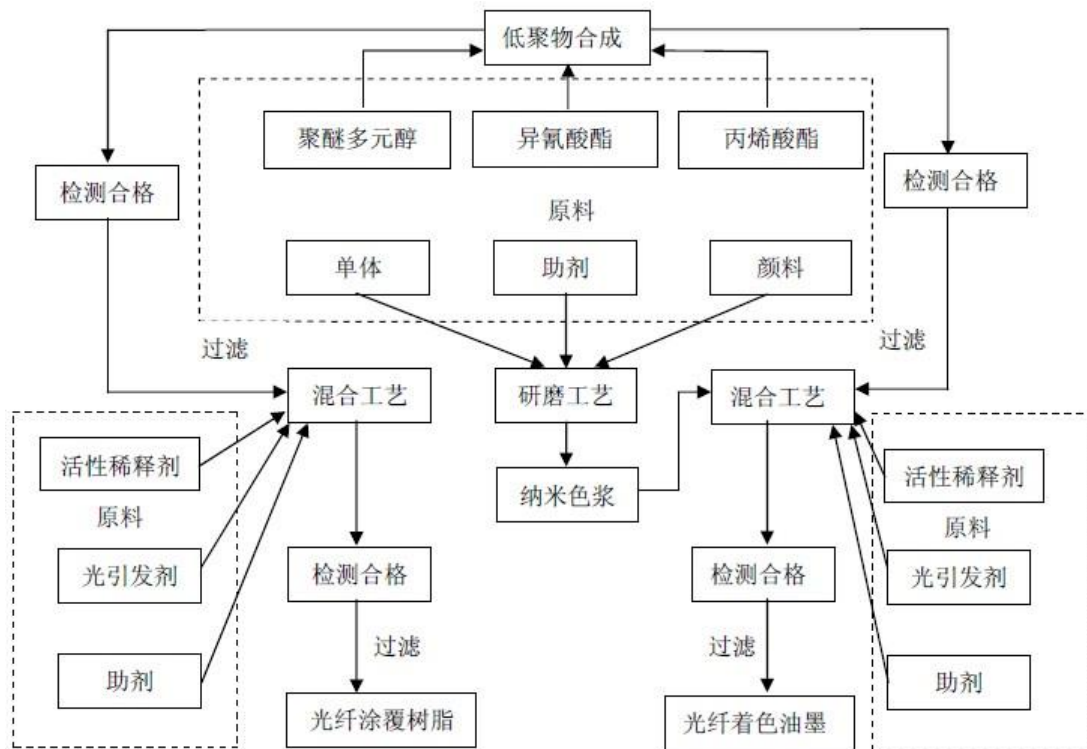 低聚物合成
聚醚多元醇
异氰酸酯
丙烯酸酯
检测合格
检测合格
原料
单体
助剂
颜料
过滤
过滤
混合工艺
研磨工艺
混合工艺
活性稀释剂
纳米色浆
活性稀释剂
原料
原料
光引发剂
检测合格
检测合格
光引发剂
过滤
过滤
助剂
助剂
光纤涂覆树脂
光纤着色油墨